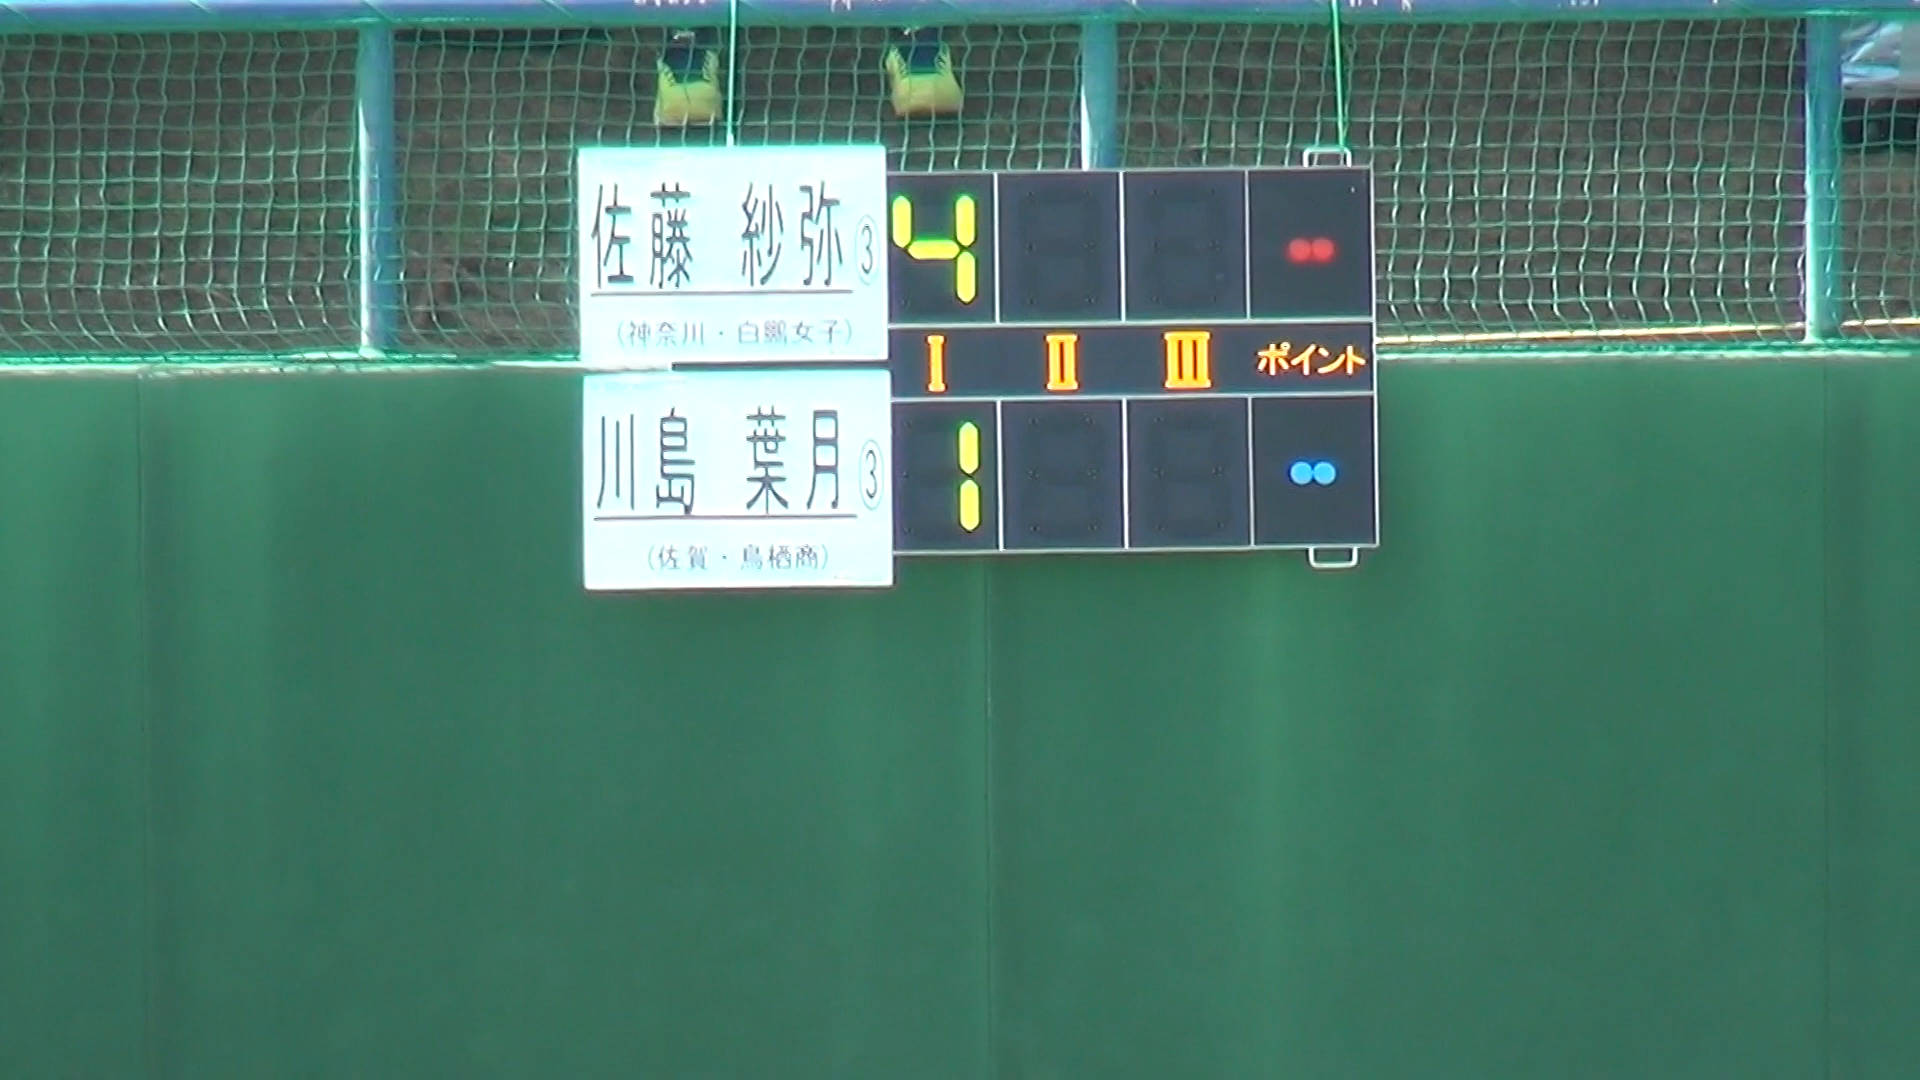 佐藤 紗弥 ③ 4
(神奈川・白鵬女子)
I II III ポイント
川島 葉月 ③ 1
(佐賀・鳥栖商)